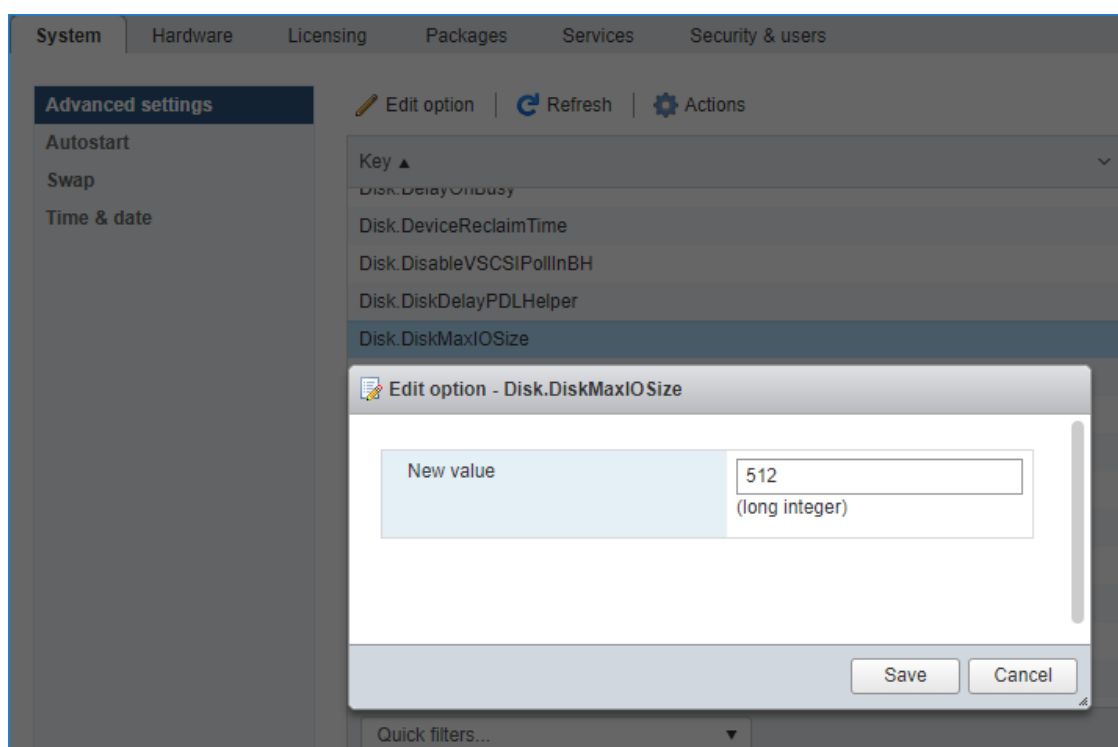 System Hardware Licensing Packages Services Security & users
Advanced settings
Autostart
Swap
Time & date
Edit option Refresh Actions
Key ▲
Disk.DelayOnBusy
Disk.DeviceReclaimTime
Disk.DisableVSCSIPollInBH
Disk.DiskDelayPDLHelper
Disk.DiskMaxIOSize
Edit option - Disk.DiskMaxIOSize
New value 512
(long integer)
Save Cancel
Quick filters...